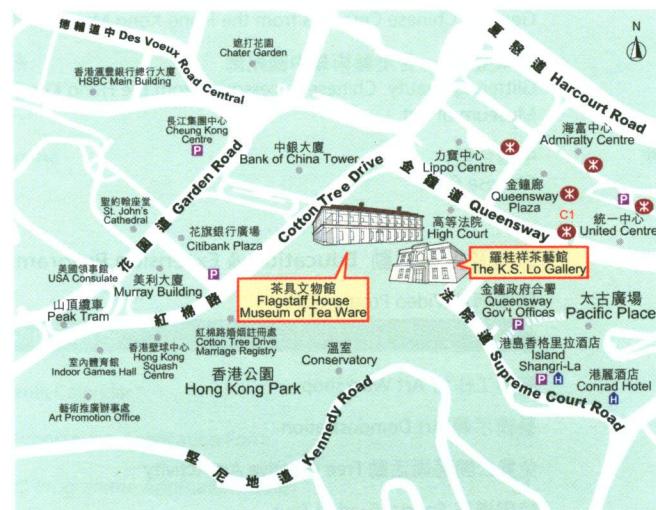 德輔道中 Des Voeux Road Central
遮打花園
Chater Garden
夏慤道 Harcourt Road
N
香港滙豐銀行總行大廈
HSBC Main Building
長江集團中心
Cheung Kong
Centre
P
中銀大廈
Bank of China Tower
力寶中心
Lippo Centre
海富中心
Admiralty Centre
花園道 Garden Road
Cotton Tree Drive
金鐘道 Queensway
金鐘廊
Queensway
Plaza
P
C1
統一中心
United Centre
聖約翰座堂
St. John's
Cathedral
花旗銀行廣場
Citibank Plaza
高等法院
High Court
羅桂祥茶藝館
The K.S. Lo Gallery
美國領事館
USA Consulate
美利大廈
Murray Building
P
山頂纜車
Peak Tram
紅棉路
茶具文物館
Flagstaff House
Museum of Tea Ware
金鐘政府合署
Queensway
Gov't Offices
P
太古廣場
Pacific Place
法院道 Supreme Court Road
香港壁球中心
Hong Kong
Squash
Centre
紅棉路婚姻註冊處
Cotton Tree Drive
Marriage Registry
溫室
Conservatory
室內體育館
Indoor Games Hall
香港公園
Hong Kong Park
港島香格里拉酒店
Island
Shangri-La
P H
港麗酒店
Conrad Hotel
H
藝術推廣辦事處
Art Promotion Office
堅尼地道 Kennedy Road